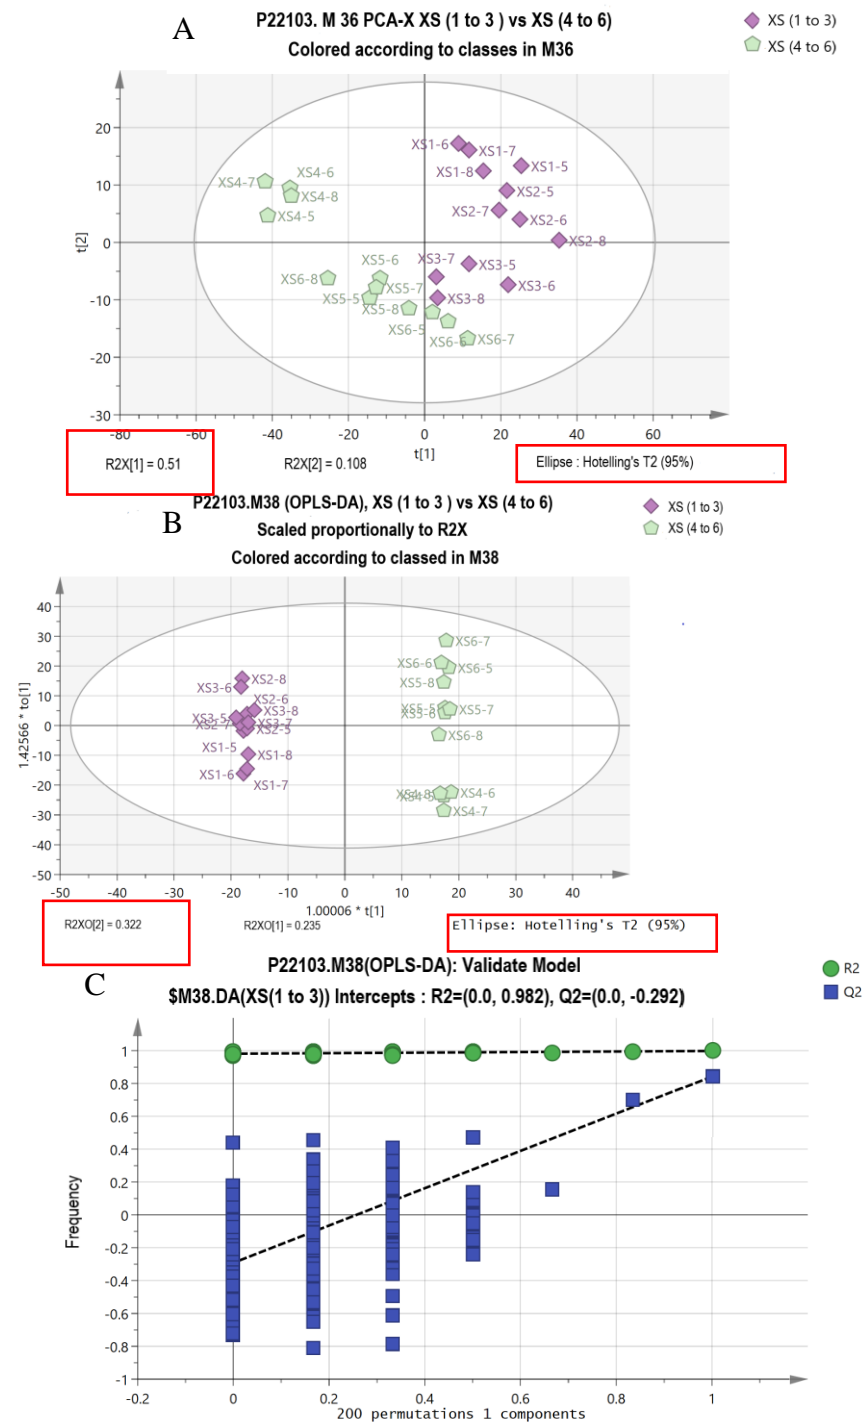 A
P22103. M 36 PCA-X XS (1 to 3 ) vs XS (4 to 6)
Colored according to classes in M36
XS (1 to 3)
XS (4 to 6)
t[2]
20
10
0
-10
-20
-30
XS1-6
XS1-7
XS1-8
XS1-5
XS2-5
XS2-7
XS2-6
XS2-8
XS4-7
XS4-6
XS4-8
XS4-5
XS3-7
XS3-5
XS3-6
XS3-8
XS5-6
XS6-8
XS5-7
XS5-5
XS5-8
XS6-5
XS6-6
XS6-7
-80 -60 -40 -20 0 20 40 60
t[1]
R2X[1] = 0.51
R2X[2] = 0.108
Ellipse : Hotelling's T2 (95%)
B
P22103.M38 (OPLS-DA), XS (1 to 3 ) vs XS (4 to 6)
Scaled proportionally to R2X
Colored according to classed in M38
XS (1 to 3)
XS (4 to 6)
1.42566 * to[1]
40
30
20
10
0
-10
-20
-30
-40
-50
XS2-8
XS3-6
XS2-6
XS3-8
XS3-5
XS2-7
XS3-7
XS2-5
XS1-5
XS1-8
XS1-6
XS1-7
XS6-7
XS6-6
XS6-5
XS5-8
XS5-5
XS5-6
XS5-7
XS6-8
XS4-8
XS4-6
XS4-7
-50 -40 -30 -20 -10 0 10 20 30 40
1.00006 * t[1]
R2XO[2] = 0.322
R2XO[1] = 0.235
Ellipse: Hotelling's T2 (95%)
C
P22103.M38(OPLS-DA): Validate Model
$M38.DA(XS(1 to 3)) Intercepts : R2=(0.0, 0.982), Q2=(0.0, -0.292)
R2
Q2
Frequency
1
0.8
0.6
0.4
0.2
0
-0.2
-0.4
-0.6
-0.8
-1
-0.2 0 0.2 0.4 0.6 0.8 1
200 permutations 1 components